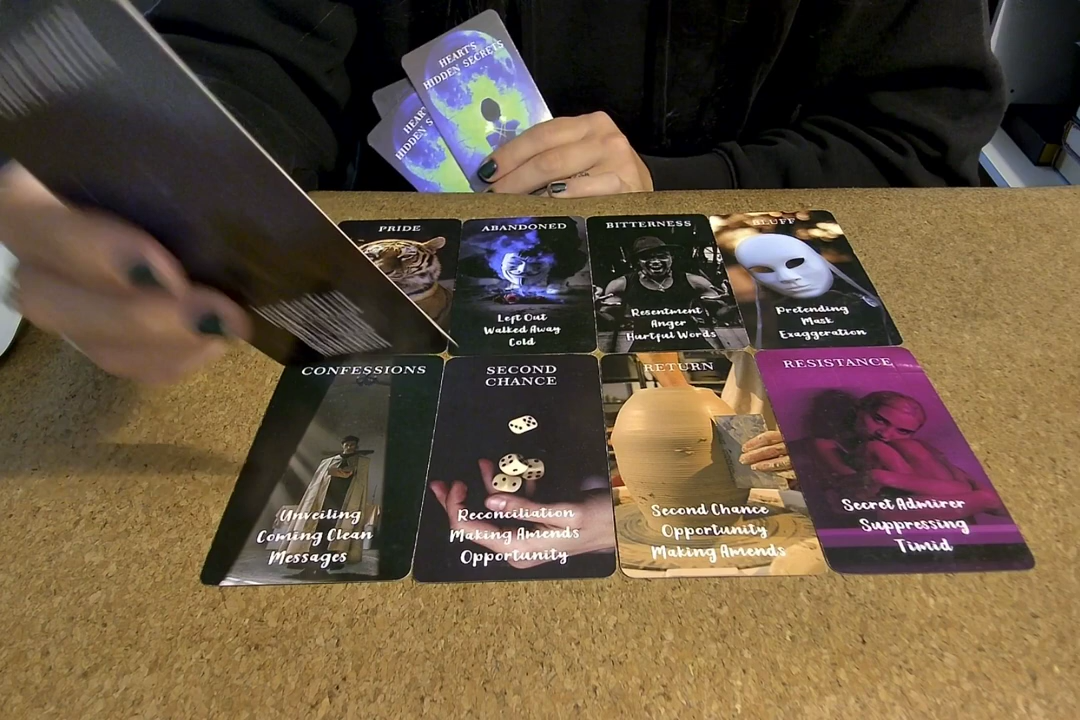 HEART'S
HIDDEN SECRETS
HEAR
HIDDEN S
PRIDE
ABANDONED
Left Out
Walked Away
Cold
BITTERNESS
Resentment
Anger
Hurtful Words
BLUFF
Pretending
Mask
Exaggeration
CONFESSIONS
Unveiling
Coming Clean
Messages
SECOND
CHANCE
Reconciliation
Making Amends
Opportunity
RETURN
Second Chance
Opportunity
Making Amends
RESISTANCE
Secret Admirer
Suppressing
Timid